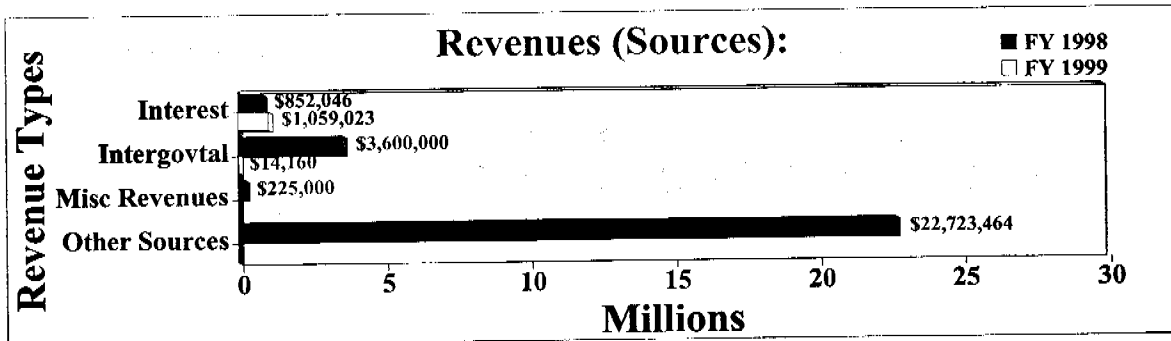 Revenues (Sources):
FY 1998
FY 1999
Revenue Types
Interest
$852,046
$1,059,023
Intergovtal
$3,600,000
$14,160
Misc Revenues
$225,000
Other Sources
$22,723,464
0 5 10 15 20 25 30
Millions